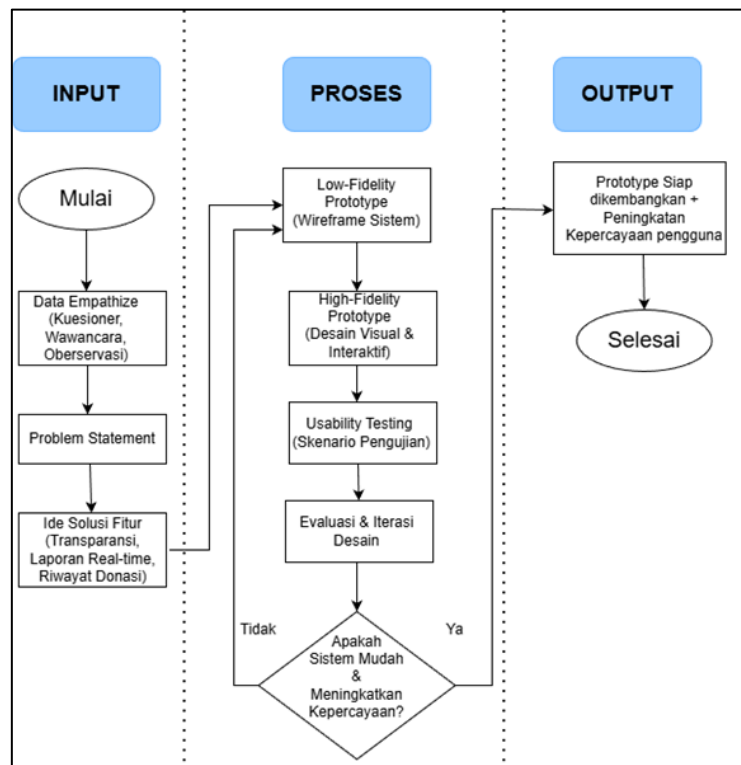 INPUT
Mulai
Data Empathize
(Kuesioner,
Wawancara,
Oberservasi)
Problem Statement
Ide Solusi Fitur
(Transparansi,
Laporan Real-time,
Riwayat Donasi)
PROSES
Low-Fidelity
Prototype
(Wireframe Sistem)
High-Fidelity
Prototype
(Desain Visual &
Interaktif)
Usability Testing
(Skenario Pengujian)
Evaluasi & Iterasi
Desain
Tidak
Apakah
Sistem Mudah
&
Meningkatkan
Kepercayaan?
Ya
OUTPUT
Prototype Siap
dikembangkan +
Peningkatan
Kepercayaan pengguna
Selesai